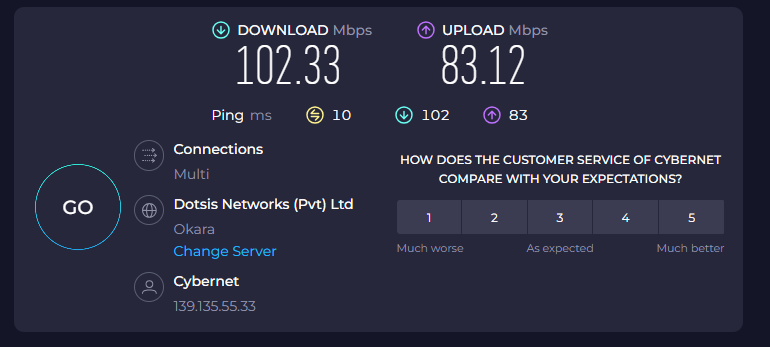 DOWNLOAD Mbps
102.33
UPLOAD Mbps
83.12
Ping ms 10 102 83
GO
Connections
Multi
Dotsis Networks (Pvt) Ltd
Okara
Change Server
Cybernet
139.135.55.33
HOW DOES THE CUSTOMER SERVICE OF CYBERNET
COMPARE WITH YOUR EXPECTATIONS?
1 2 3 4 5
Much worse As expected Much better